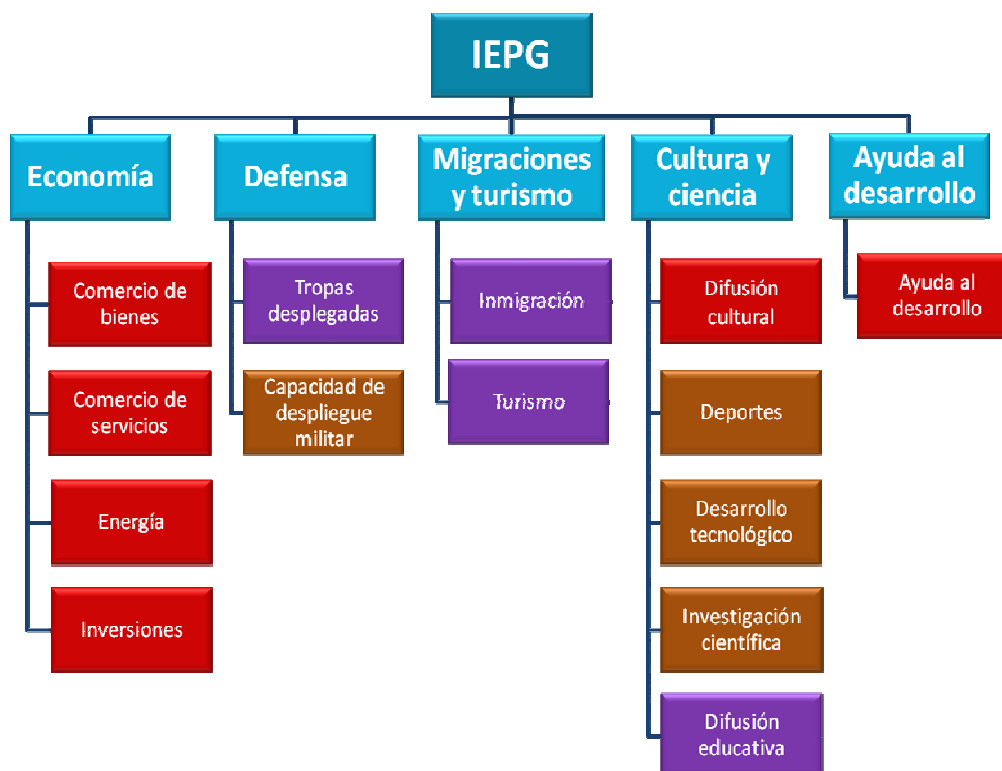 IEPG
Economía
Defensa
Migraciones
y turismo
Cultura y
ciencia
Ayuda al
desarrollo
Comercio de
bienes
Comercio de
servicios
Energía
Inversiones
Tropas
desplegadas
Capacidad de
despliegue
militar
Inmigración
Turismo
Difusión
cultural
Deportes
Desarrollo
tecnológico
Investigación
científica
Difusión
educativa
Ayuda al
desarrollo